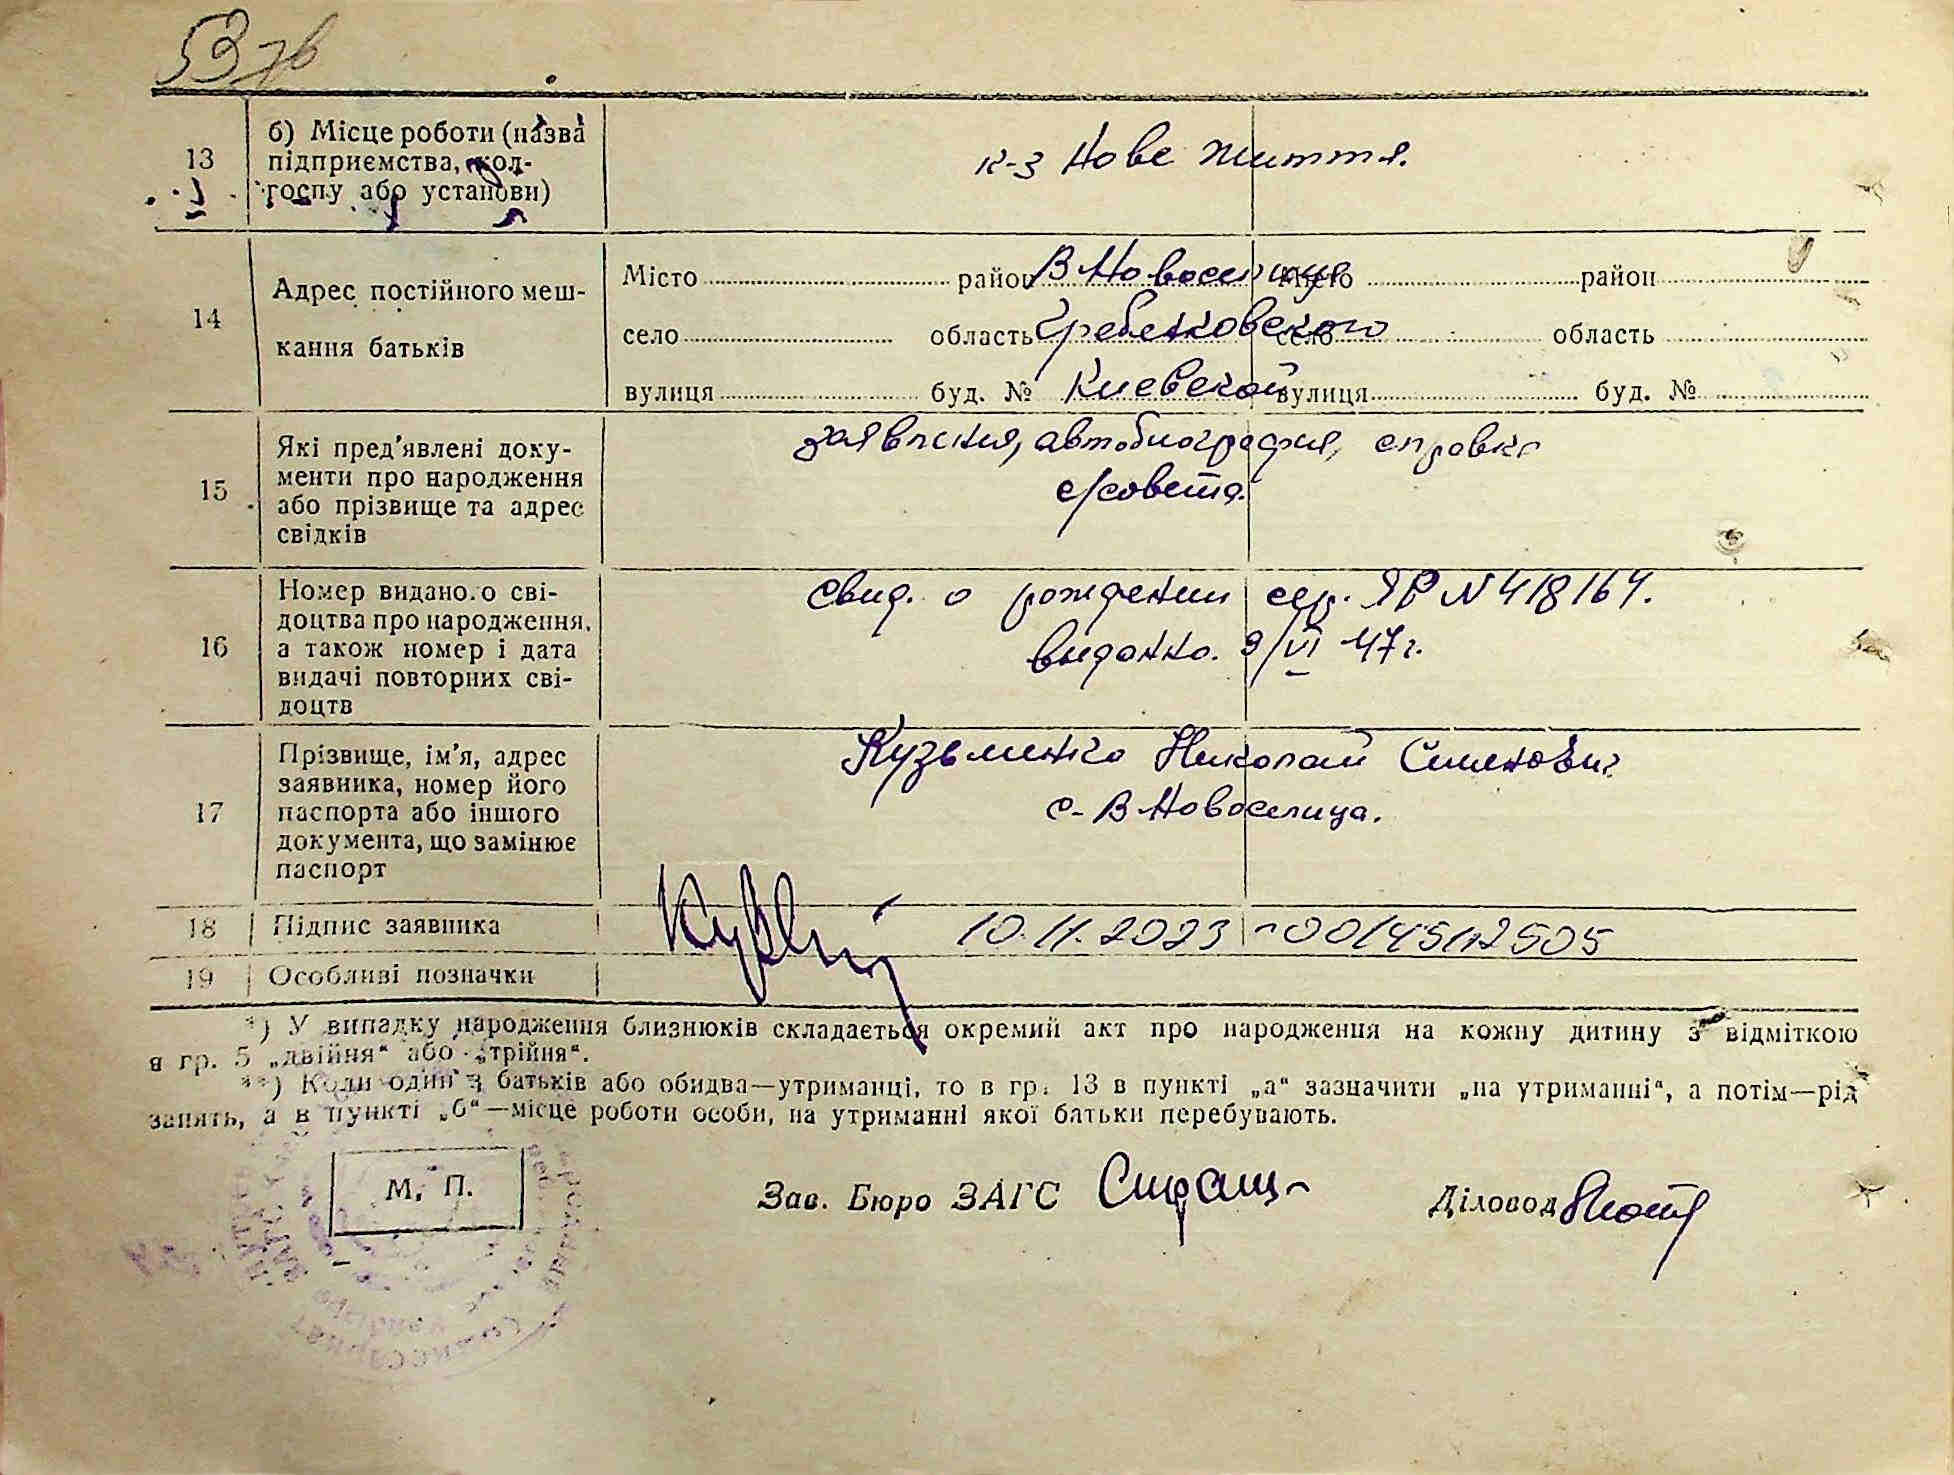 53 зв
13
б) Місце роботи (назва
підприємства, кол-
госпу або установи)
к-з Нове життя.
14
Адрес постійного меш-
кання батьків
Місто район В Новоселица Місто район
село область Гребенковского село область
вулиця буд. № Киевской вулиця буд. №
15
Які пред'явлені доку-
менти про народження
або прізвище та адрес
свідків
заявления, автобиография, справка
с/совета.
16
Номер виданого сві-
доцтва про народження,
а також номер і дата
видачі повторних сві-
доцтв
свид. о рождении сер. ЯР N 418164.
выданно. 9/VI 47 г.
17
Прізвище, ім'я, адрес
заявника, номер його
паспорта або іншого
документа, що замінює
паспорт
Кузьминко Николай Семенович
с. В Новоселица.
18 Підпис заявника 10.11.2023 00145112505
19 Особливі позначки
*) У випадку народження близнюків складається окремий акт про народження на кожну дитину з відміткою
в гр. 5 „двійня“ або „трійня“.
**) Коли один з батьків або обидва—утриманці, то в гр. 13 в пункті „а“ зазначити „на утриманні“, а потім—рід
занять, а в пункті „б“—місце роботи особи, на утриманні якої батьки перебувають.
М. П.
Зав. Бюро ЗАГС Діловод